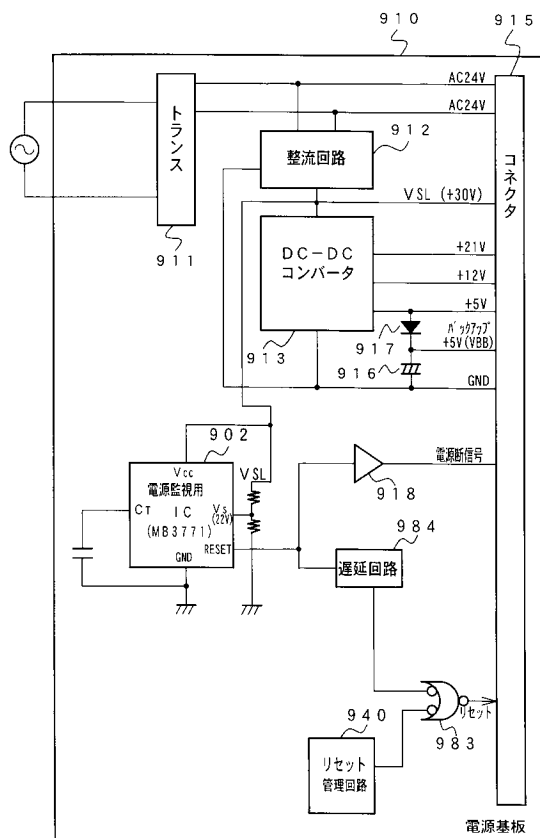 910
915
AC24V
AC24V
トランス
911
整流回路
912
コネクタ
VSL (+30V)
DC-DC
コンバータ
913
+21V
+12V
+5V
917
バックアップ
+5V(VBB)
916
GND
902
VSL
Vcc
電源監視用
CT
IC
Vs
(22V)
(MB3771)
RESET
GND
電源断信号
918
984
遅延回路
983
リセット
940
リセット
管理回路
電源基板